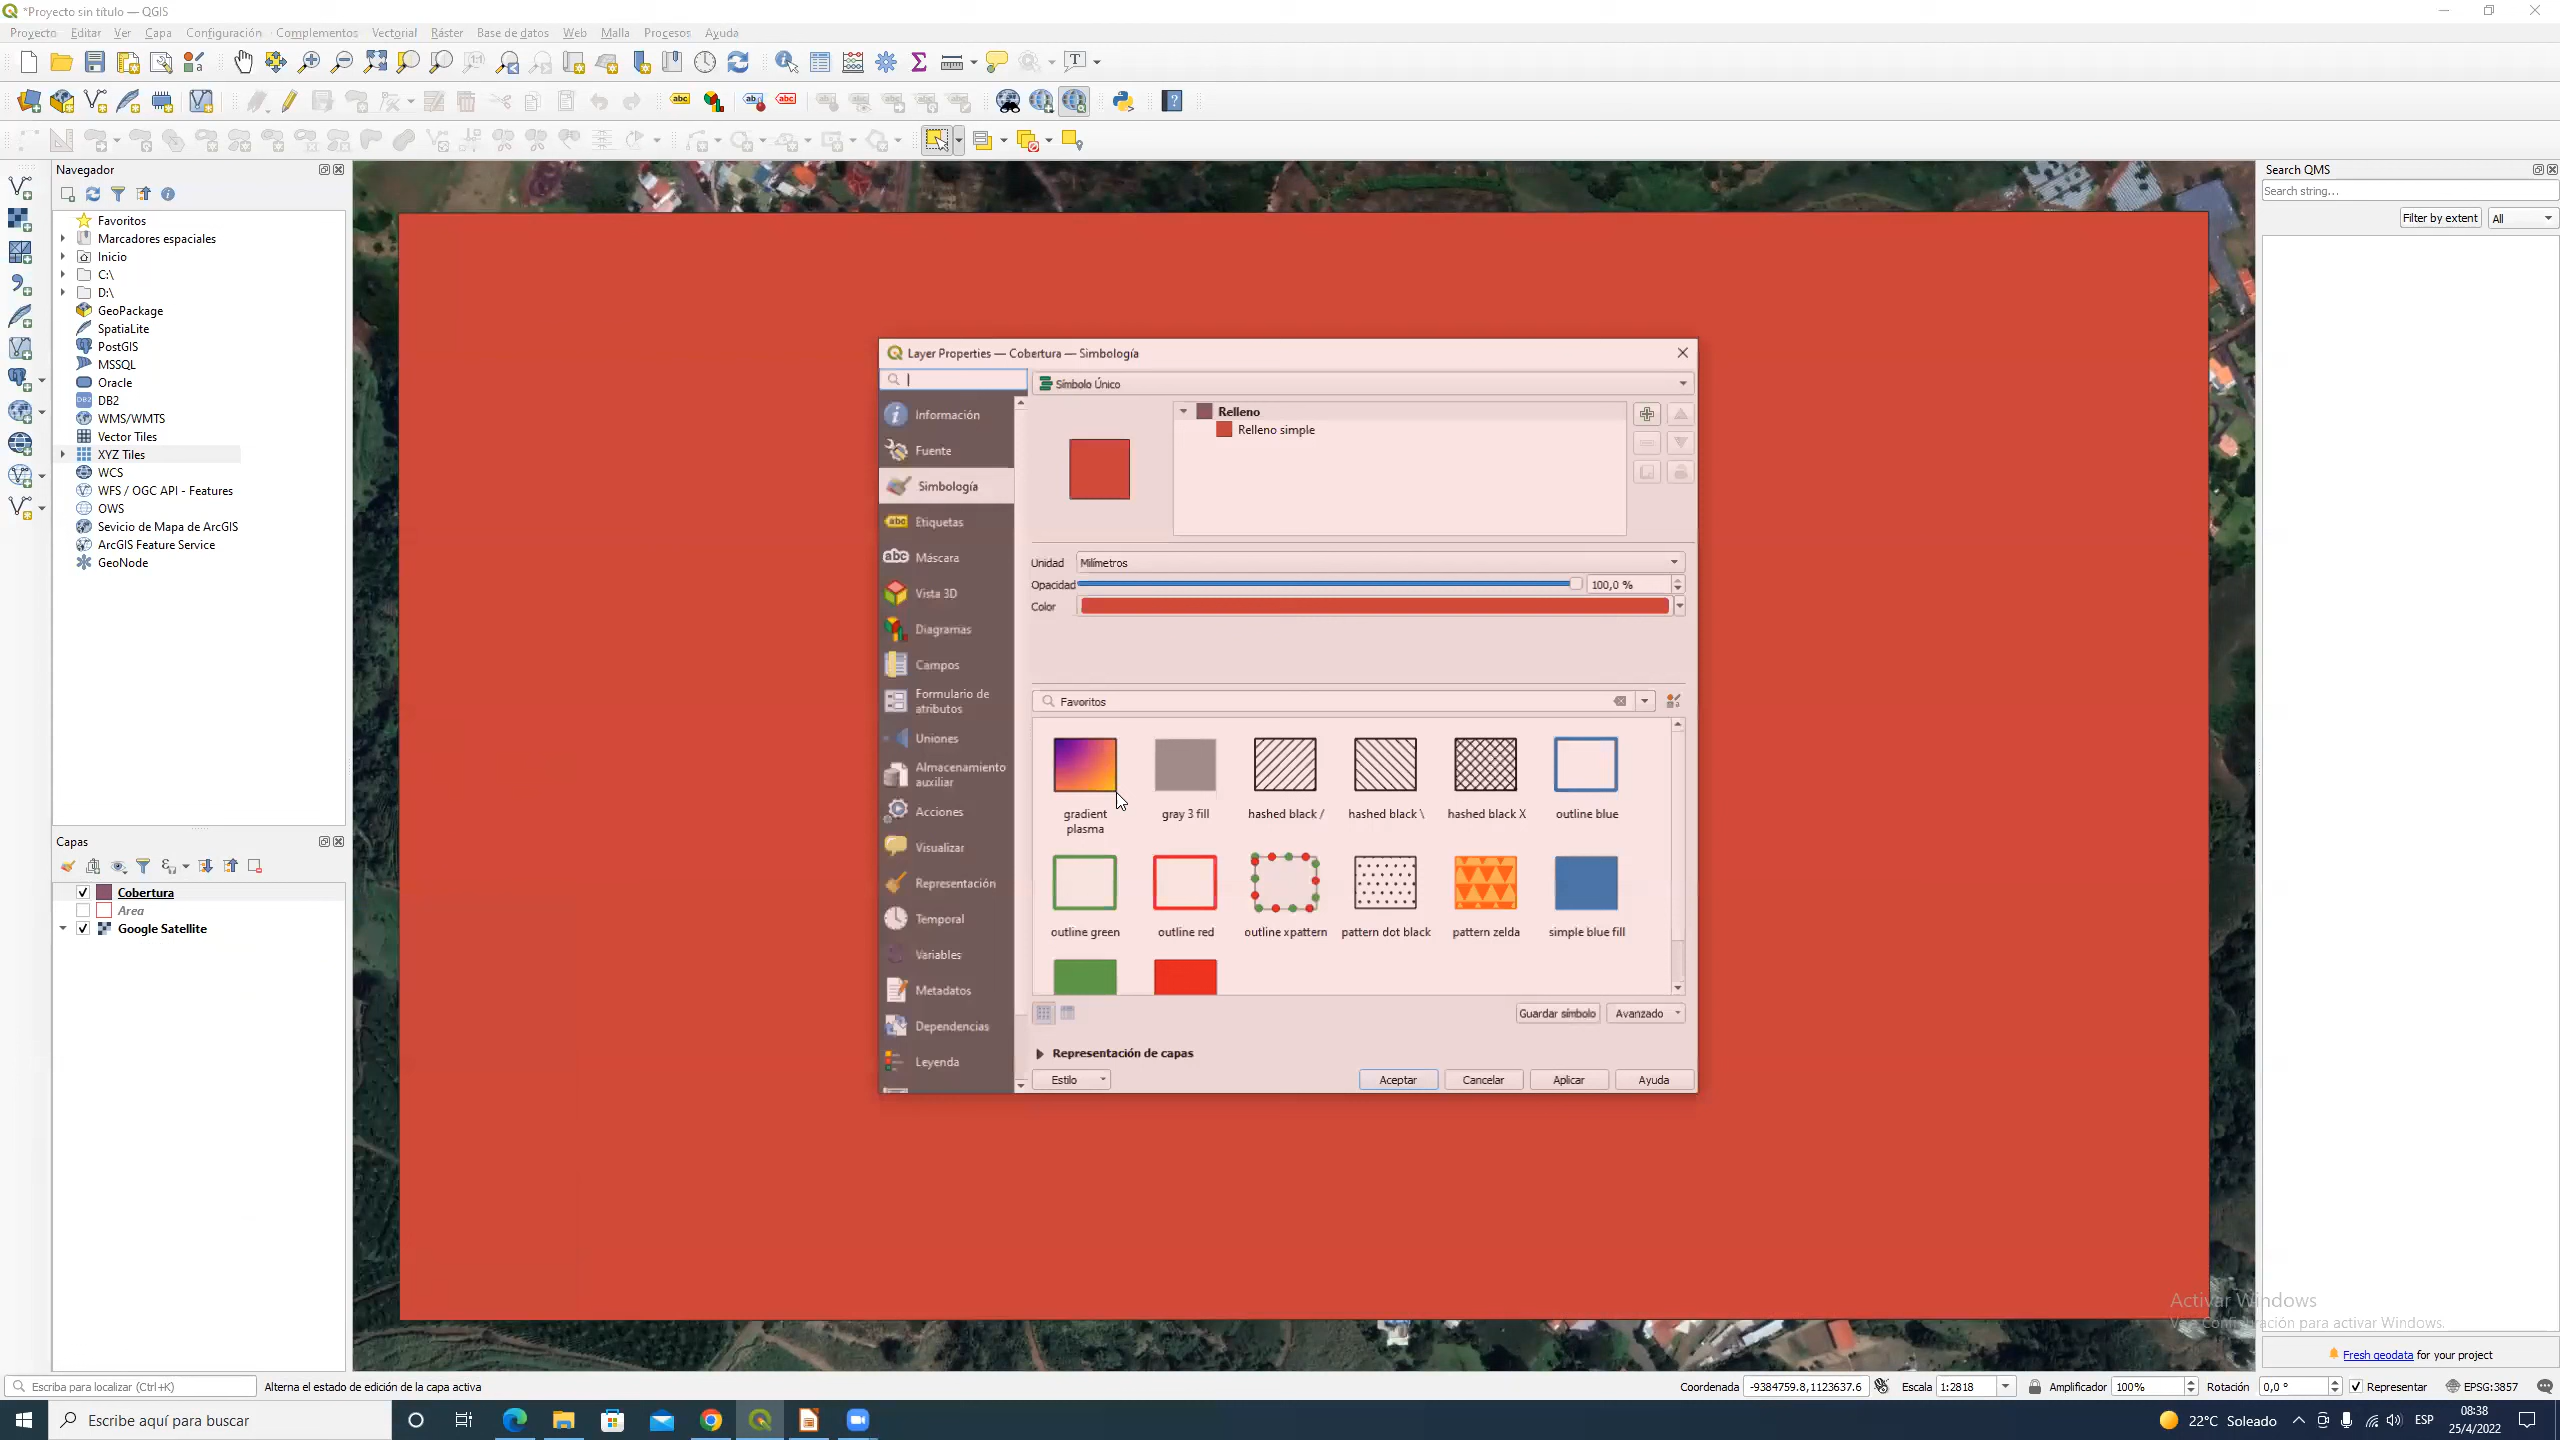 *Proyecto sin título — QGIS
Proyecto Editar Ver Capa Configuración Complementos Vectorial Ráster Base de datos Web Malla Procesos Ayuda
Navegador
Favoritos
Marcadores espaciales
Inicio
C:\
D:\
GeoPackage
SpatiaLite
PostGIS
MSSQL
Oracle
DB2
WMS/WMTS
Vector Tiles
XYZ Tiles
WCS
WFS / OGC API - Features
OWS
Sevicio de Mapa de ArcGIS
ArcGIS Feature Service
GeoNode
Capas
Cobertura
Area
Google Satellite
Layer Properties — Cobertura — Simbología
Información
Fuente
Simbología
Etiquetas
Máscara
Vista 3D
Diagramas
Campos
Formulario de
atributos
Uniones
Almacenamiento
auxiliar
Acciones
Visualizar
Representación
Temporal
Variables
Metadatos
Dependencias
Leyenda
Símbolo Único
Relleno
Relleno simple
Unidad Milímetros
Opacidad 100,0 %
Color
Favoritos
gradient
plasma
gray 3 fill
hashed black /
hashed black \
hashed black X
outline blue
outline green
outline red
outline xpattern
pattern dot black
pattern zelda
simple blue fill
Guardar símbolo Avanzado
Representación de capas
Estilo Aceptar Cancelar Aplicar Ayuda
Search QMS
Search string...
Filter by extent All
Activar Windows
para activar Windows.
Fresh geodata for your project
Escriba para localizar (Ctrl+K) Alterna el estado de edición de la capa activa Coordenada -9384759.8,1123637.6 Escala 1:2818 Amplificador 100% Rotación 0,0 ° Representar EPSG:3857
Escribe aquí para buscar 22°C Soleado ESP
08:38
25/4/2022